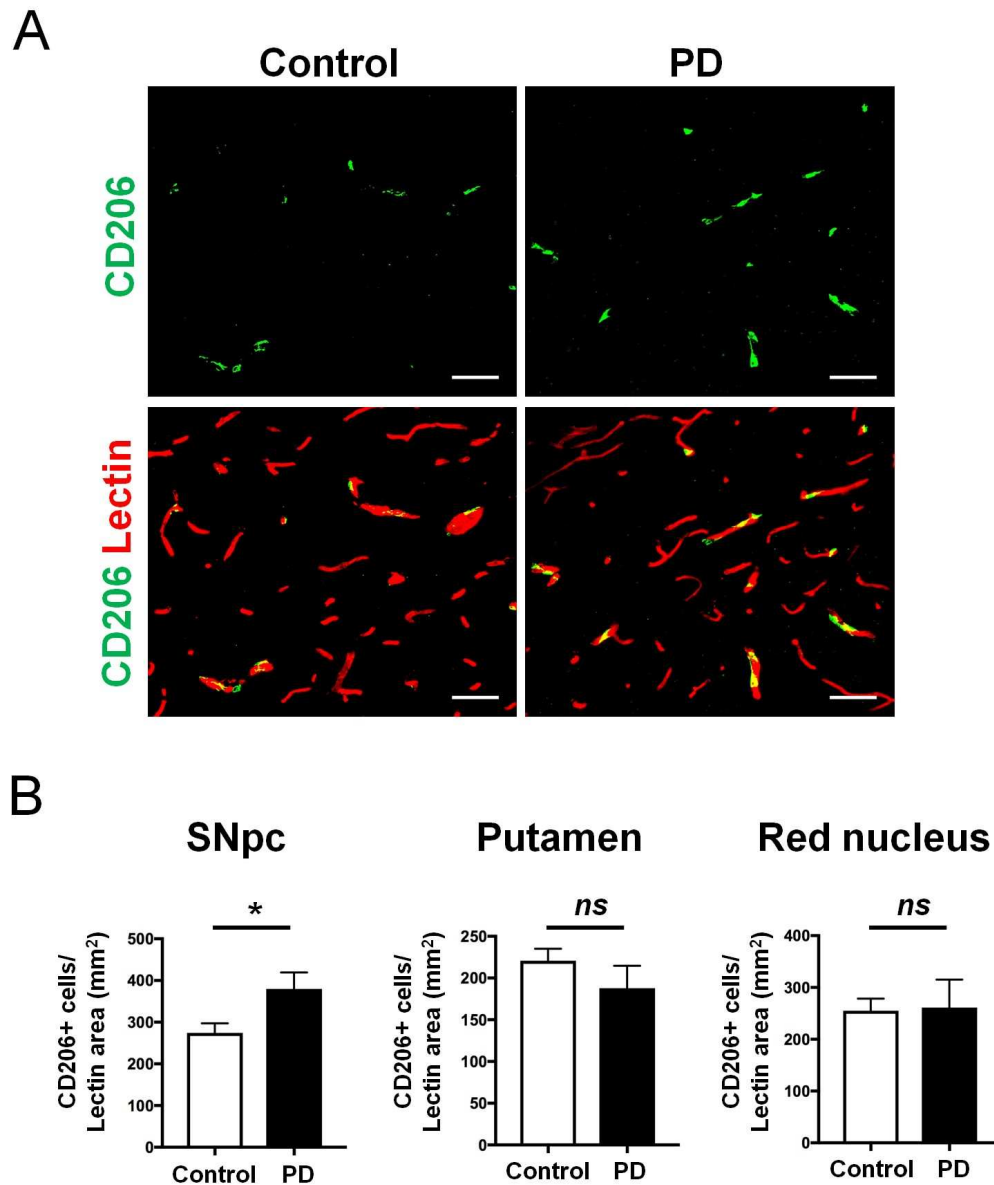 A
Control
PD
CD206
CD206 Lectin
B
SNpc
Putamen
Red nucleus
*
ns
ns
CD206+ cells/
Lectin area (mm²)
500
400
300
200
100
0
Control
PD
CD206+ cells/
Lectin area (mm²)
250
200
150
100
50
0
Control
PD
CD206+ cells/
Lectin area (mm²)
400
300
200
100
0
Control
PD